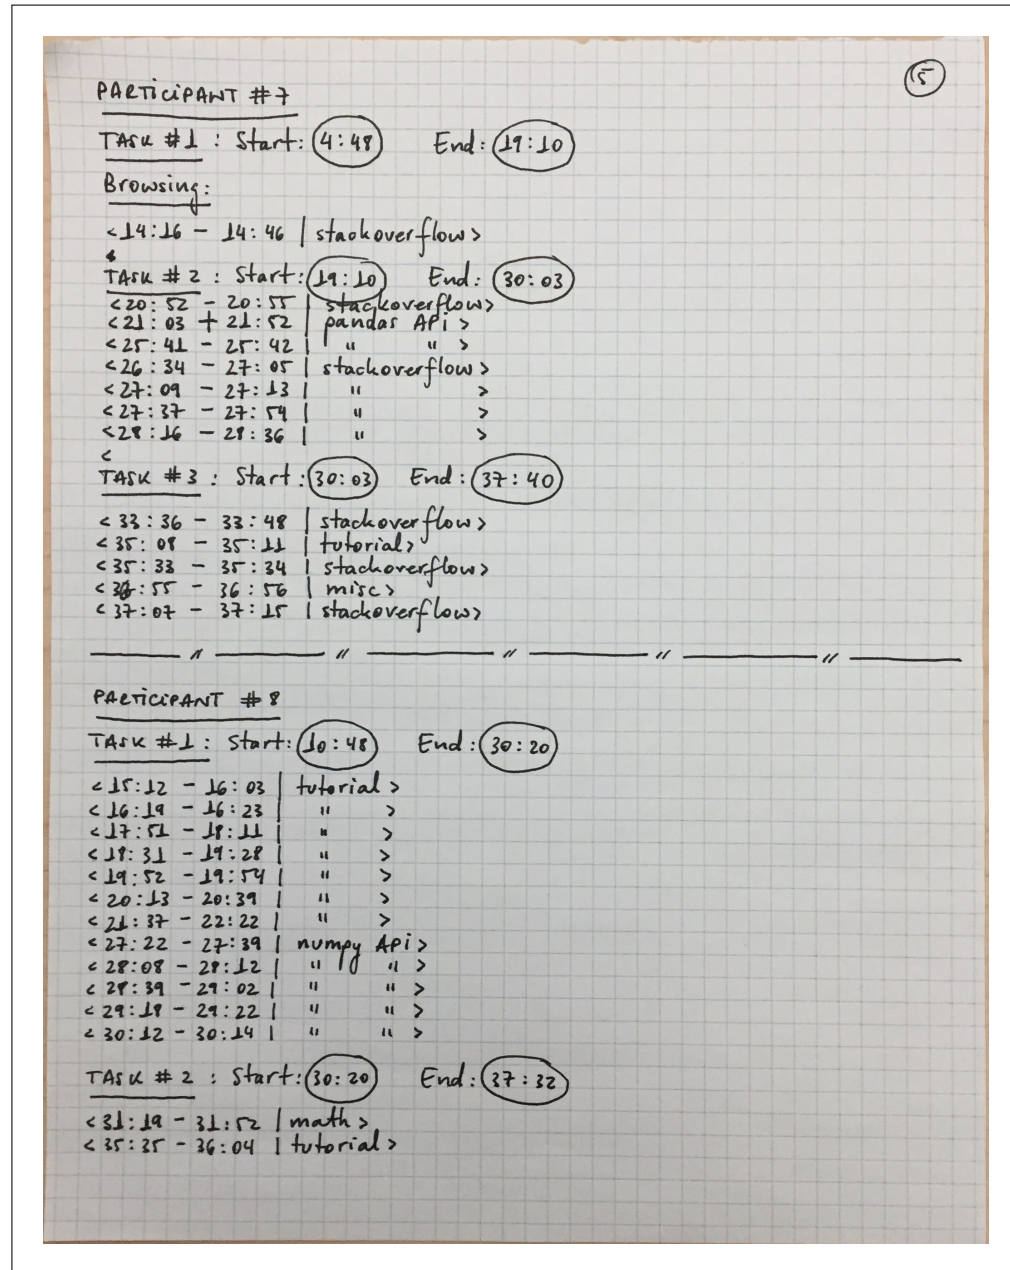 15
PARTICIPANT #7
TASK #1 : Start: 4:48 End: 19:10
Browsing:
<14:16 - 14:46 | stackoverflow>
TASK #2 : Start: 19:10 End: 30:03
<20:52 - 20:55 | stackoverflow>
<21:03 + 21:52 | pandas API >
<25:41 - 25:42 | " " >
<26:34 - 27:05 | stackoverflow>
<27:09 - 27:13 | " >
<27:37 - 27:54 | " >
<28:16 - 28:36 | " >
<
TASK #3 : Start: 30:03 End: 37:40
<33:36 - 33:48 | stackoverflow>
<35:08 - 35:11 | tutorial>
<35:33 - 35:34 | stackoverflow>
<36:55 - 36:56 | misc>
<37:07 - 37:15 | stackoverflow>
// // // // //
PARTICIPANT #8
TASK #1 : Start: 10:48 End: 30:20
<15:12 - 16:03 | tutorial >
<16:19 - 16:23 | " >
<17:51 - 18:11 | " >
<18:31 - 19:28 | " >
<19:52 - 19:54 | " >
<20:13 - 20:39 | " >
<21:37 - 22:22 | " >
<27:22 - 27:39 | numpy API >
<28:08 - 28:12 | " " >
<28:39 - 29:02 | " " >
<29:18 - 29:22 | " " >
<30:12 - 30:14 | " " >
TASK #2 : Start: 30:20 End: 37:32
<31:19 - 31:52 | math>
<35:35 - 36:04 | tutorial>